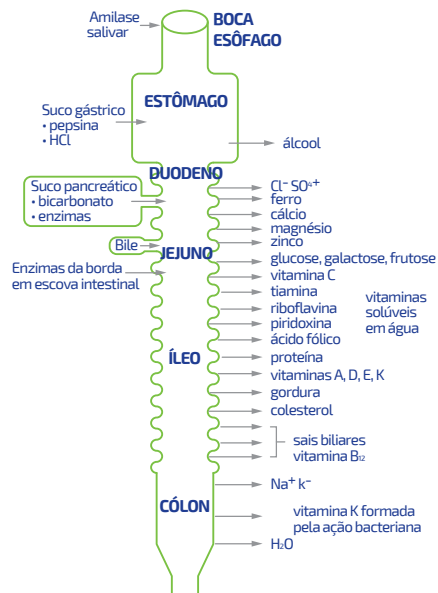 Amilase
salivar
BOCA
ESÔFAGO
ESTÔMAGO
Suco gástrico
• pepsina
• HCl
álcool
DUODENO
Suco pancreático
• bicarbonato
• enzimas
Cl⁻ SO⁴⁺
ferro
cálcio
magnésio
zinco
Bile
JEJUNO
Enzimas da borda
em escova intestinal
glucose, galactose, frutose
vitamina C
tiamina
riboflavina
piridoxina
ácido fólico
vitaminas
solúveis
em água
ÍLEO
proteína
vitaminas A, D, E, K
gordura
colesterol
sais biliares
vitamina B₁₂
Na⁺ k⁻
CÓLON
vitamina K formada
pela ação bacteriana
H₂O